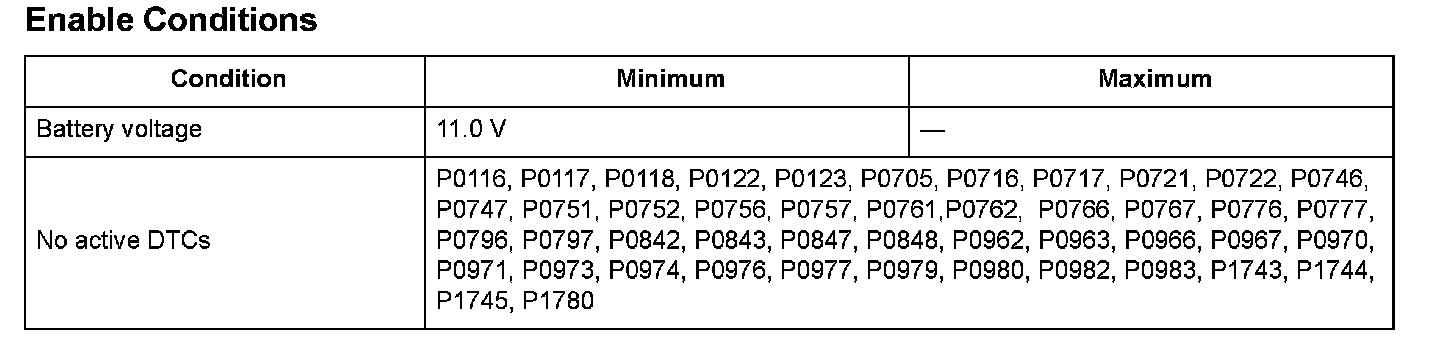 Enable Conditions
Condition Minimum Maximum
Battery voltage 11.0 V —
No active DTCs
P0116, P0117, P0118, P0122, P0123, P0705, P0716, P0717, P0721, P0722, P0746,
P0747, P0751, P0752, P0756, P0757, P0761,P0762, P0766, P0767, P0776, P0777,
P0796, P0797, P0842, P0843, P0847, P0848, P0962, P0963, P0966, P0967, P0970,
P0971, P0973, P0974, P0976, P0977, P0979, P0980, P0982, P0983, P1743, P1744,
P1745, P1780